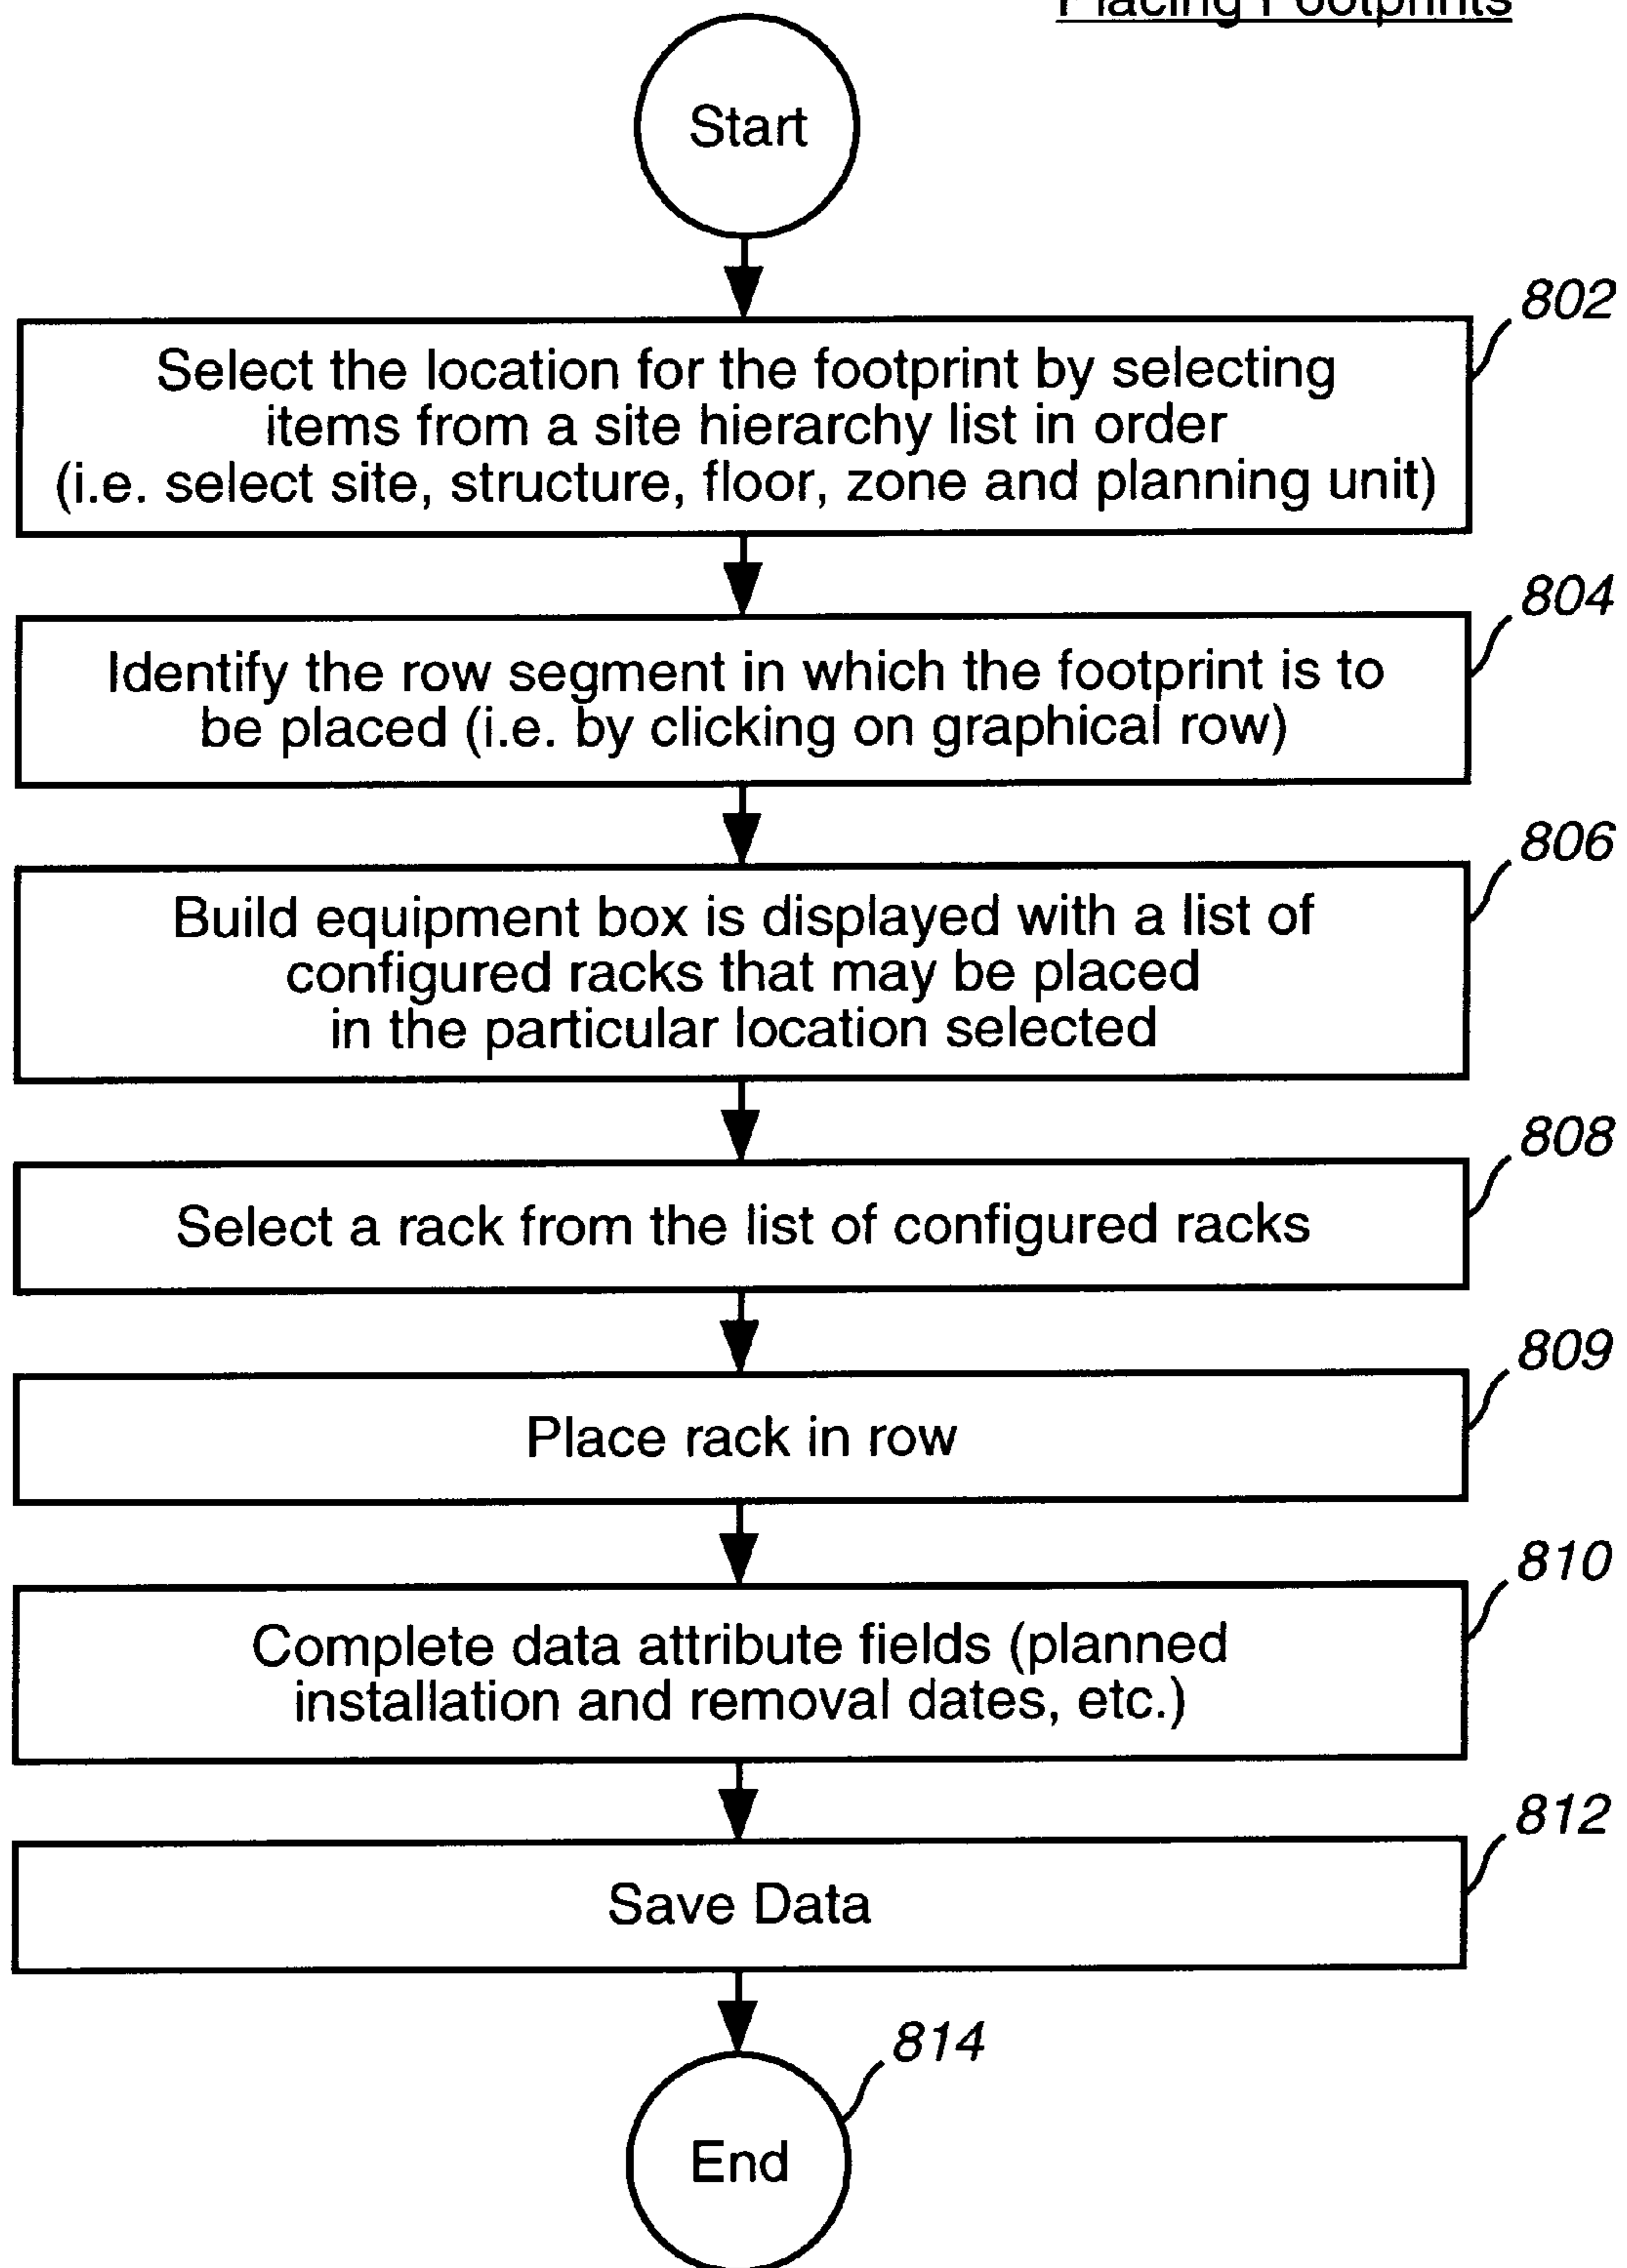 Placing Footprints
Start
802
Select the location for the footprint by selecting
items from a site hierarchy list in order
(i.e. select site, structure, floor, zone and planning unit)
804
Identify the row segment in which the footprint is to
be placed (i.e. by clicking on graphical row)
806
Build equipment box is displayed with a list of
configured racks that may be placed
in the particular location selected
808
Select a rack from the list of configured racks
809
Place rack in row
810
Complete data attribute fields (planned
installation and removal dates, etc.)
812
Save Data
814
End